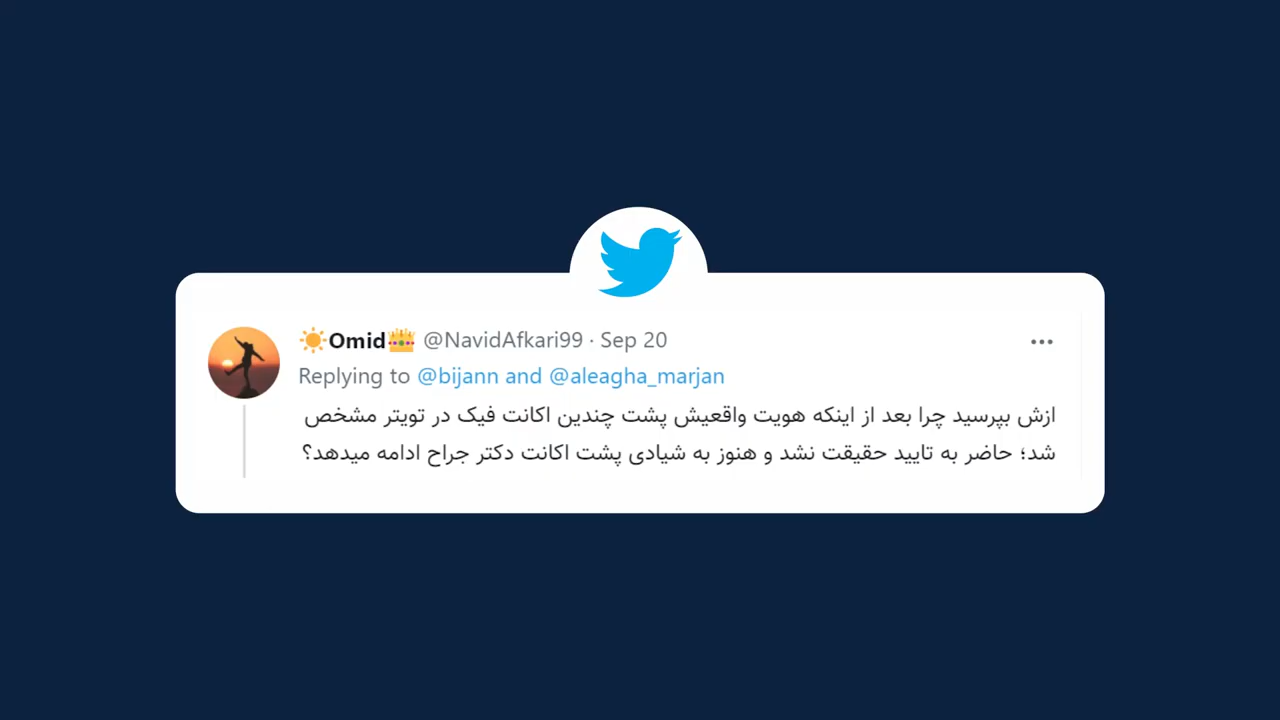 ☀️Omid👑 @NavidAfkari99 · Sep 20
Replying to @bijann and @aleagha_marjan
ازش بپرسید چرا بعد از اینکه هویت واقعیش پشت چندین اکانت فیک در تویتر مشخص
شد؛ حاضر به تایید حقیقت نشد و هنوز به شیادی پشت اکانت دکتر جراح ادامه میدهد؟